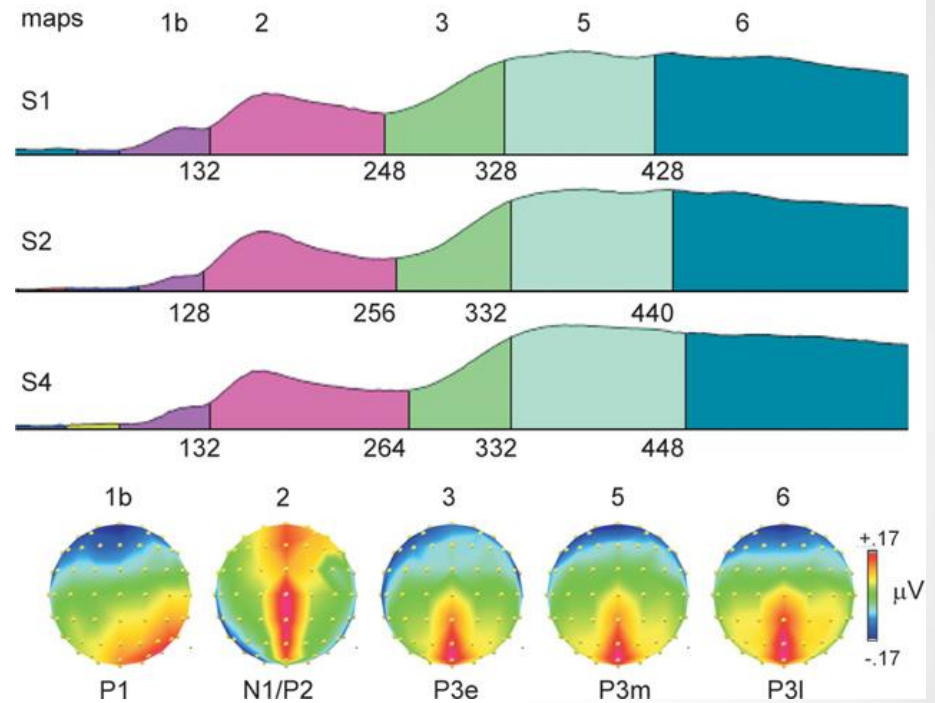 maps 1b 2 3 5 6
S1
132 248 328 428
S2
128 256 332 440
S4
132 264 332 448
1b 2 3 5 6
+.17
μV
-.17
P1 N1/P2 P3e P3m P3l